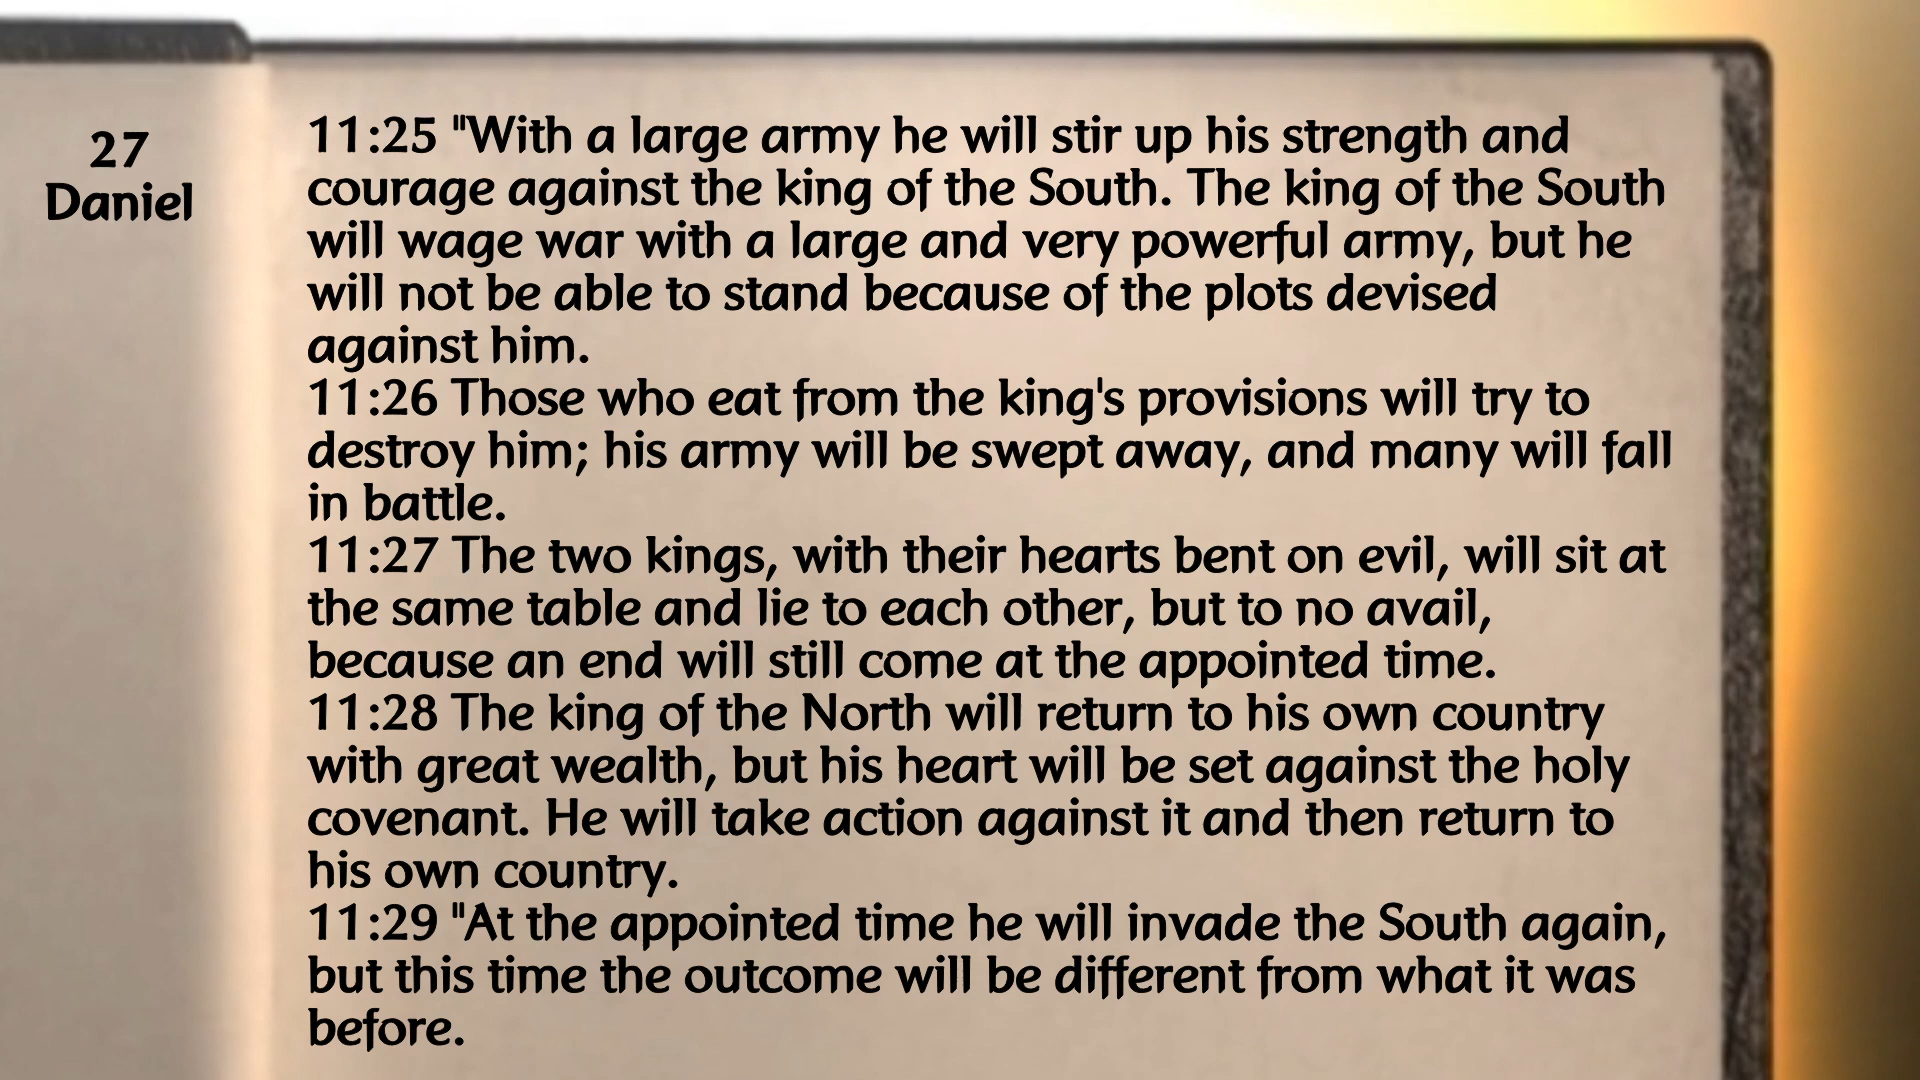 27
Daniel
11:25 "With a large army he will stir up his strength and
courage against the king of the South. The king of the South
will wage war with a large and very powerful army, but he
will not be able to stand because of the plots devised
against him.
11:26 Those who eat from the king's provisions will try to
destroy him; his army will be swept away, and many will fall
in battle.
11:27 The two kings, with their hearts bent on evil, will sit at
the same table and lie to each other, but to no avail,
because an end will still come at the appointed time.
11:28 The king of the North will return to his own country
with great wealth, but his heart will be set against the holy
covenant. He will take action against it and then return to
his own country.
11:29 "At the appointed time he will invade the South again,
but this time the outcome will be different from what it was
before.